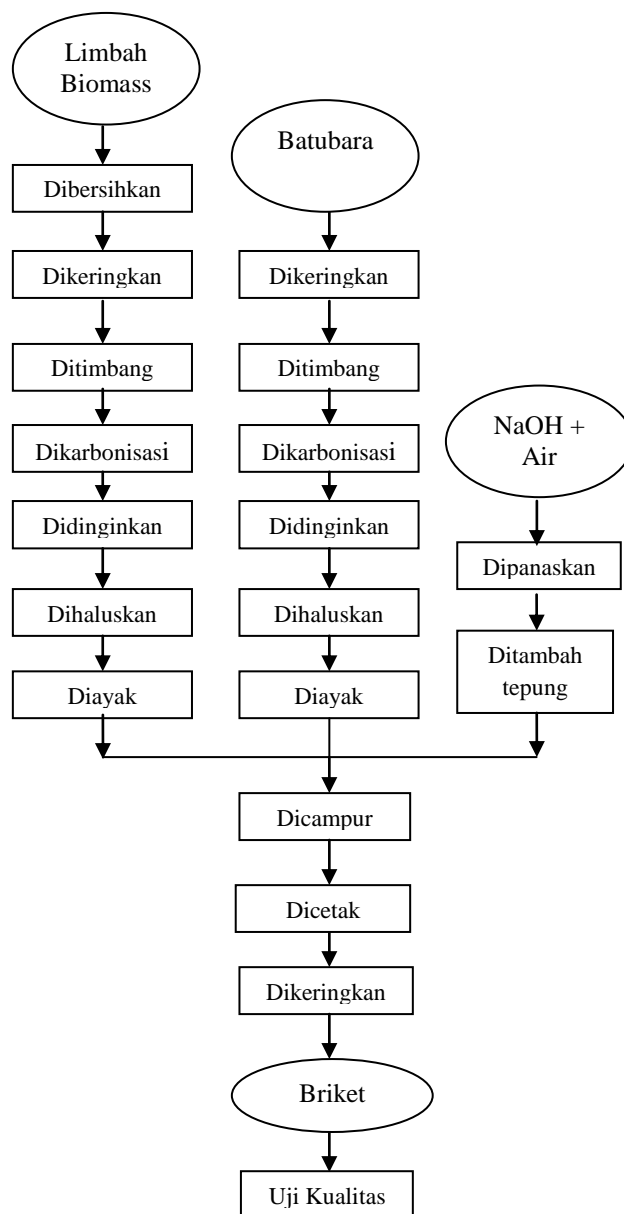 Limbah
Biomass
Dibersihkan
Dikeringkan
Ditimbang
Dikarbonisasi
Didinginkan
Dihaluskan
Diayak
Batubara
Dikeringkan
Ditimbang
Dikarbonisasi
Didinginkan
Dihaluskan
Diayak
NaOH +
Air
Dipanaskan
Ditambah
tepung
Dicampur
Dicetak
Dikeringkan
Briket
Uji Kualitas